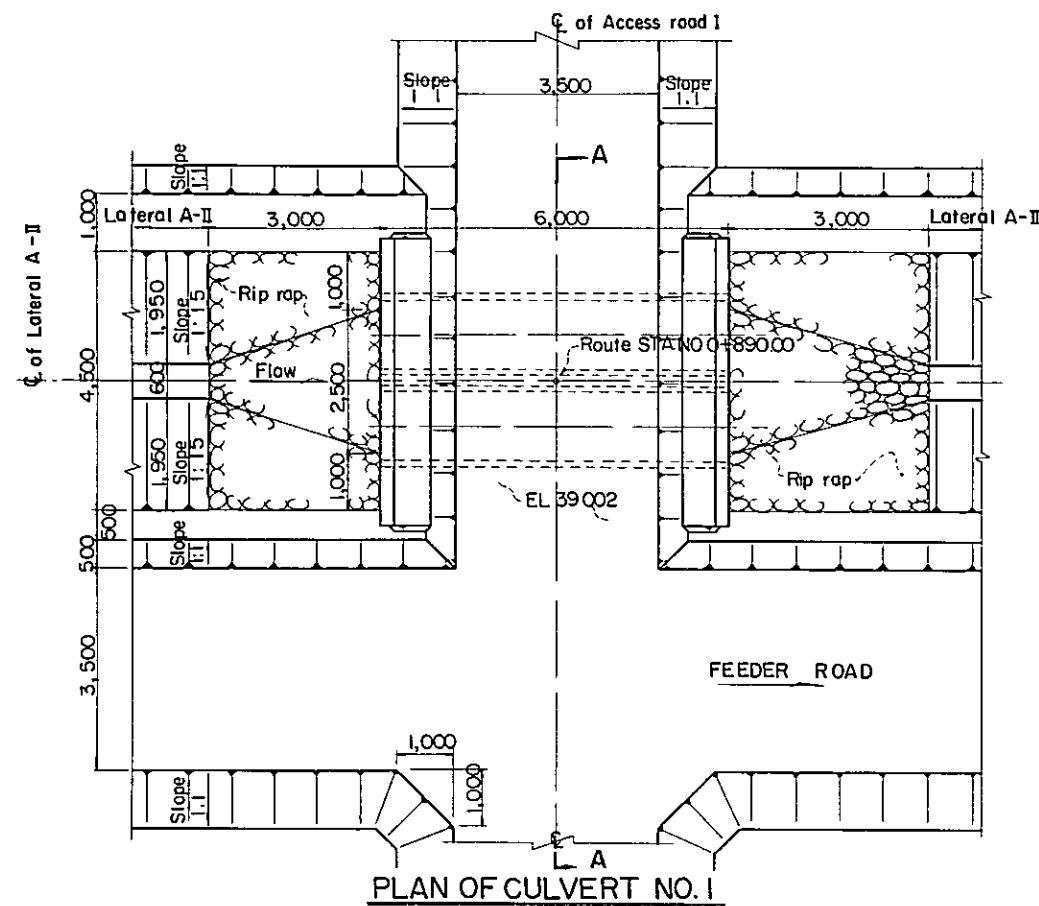 ℄ of Access road I
Slope
1 1
3,500
Slope
1.1
A
Slope
1:1
Slope
1:1
1,000
Lateral A-II
3,000
6,000
3,000
Lateral A-II
℄ of Lateral A-II
1,950
Slope
1:15
Rip rap
1,000
Route STA NO 0+890.00
4,500
600
Flow
2,500
1,950
Slope
1:15
1,000
Rip rap
EL 39 002
500
500
Slope
1:1
3,500
FEEDER ROAD
1,000
1,000
Slope
1.1
℄
A
PLAN OF CULVERT NO. 1